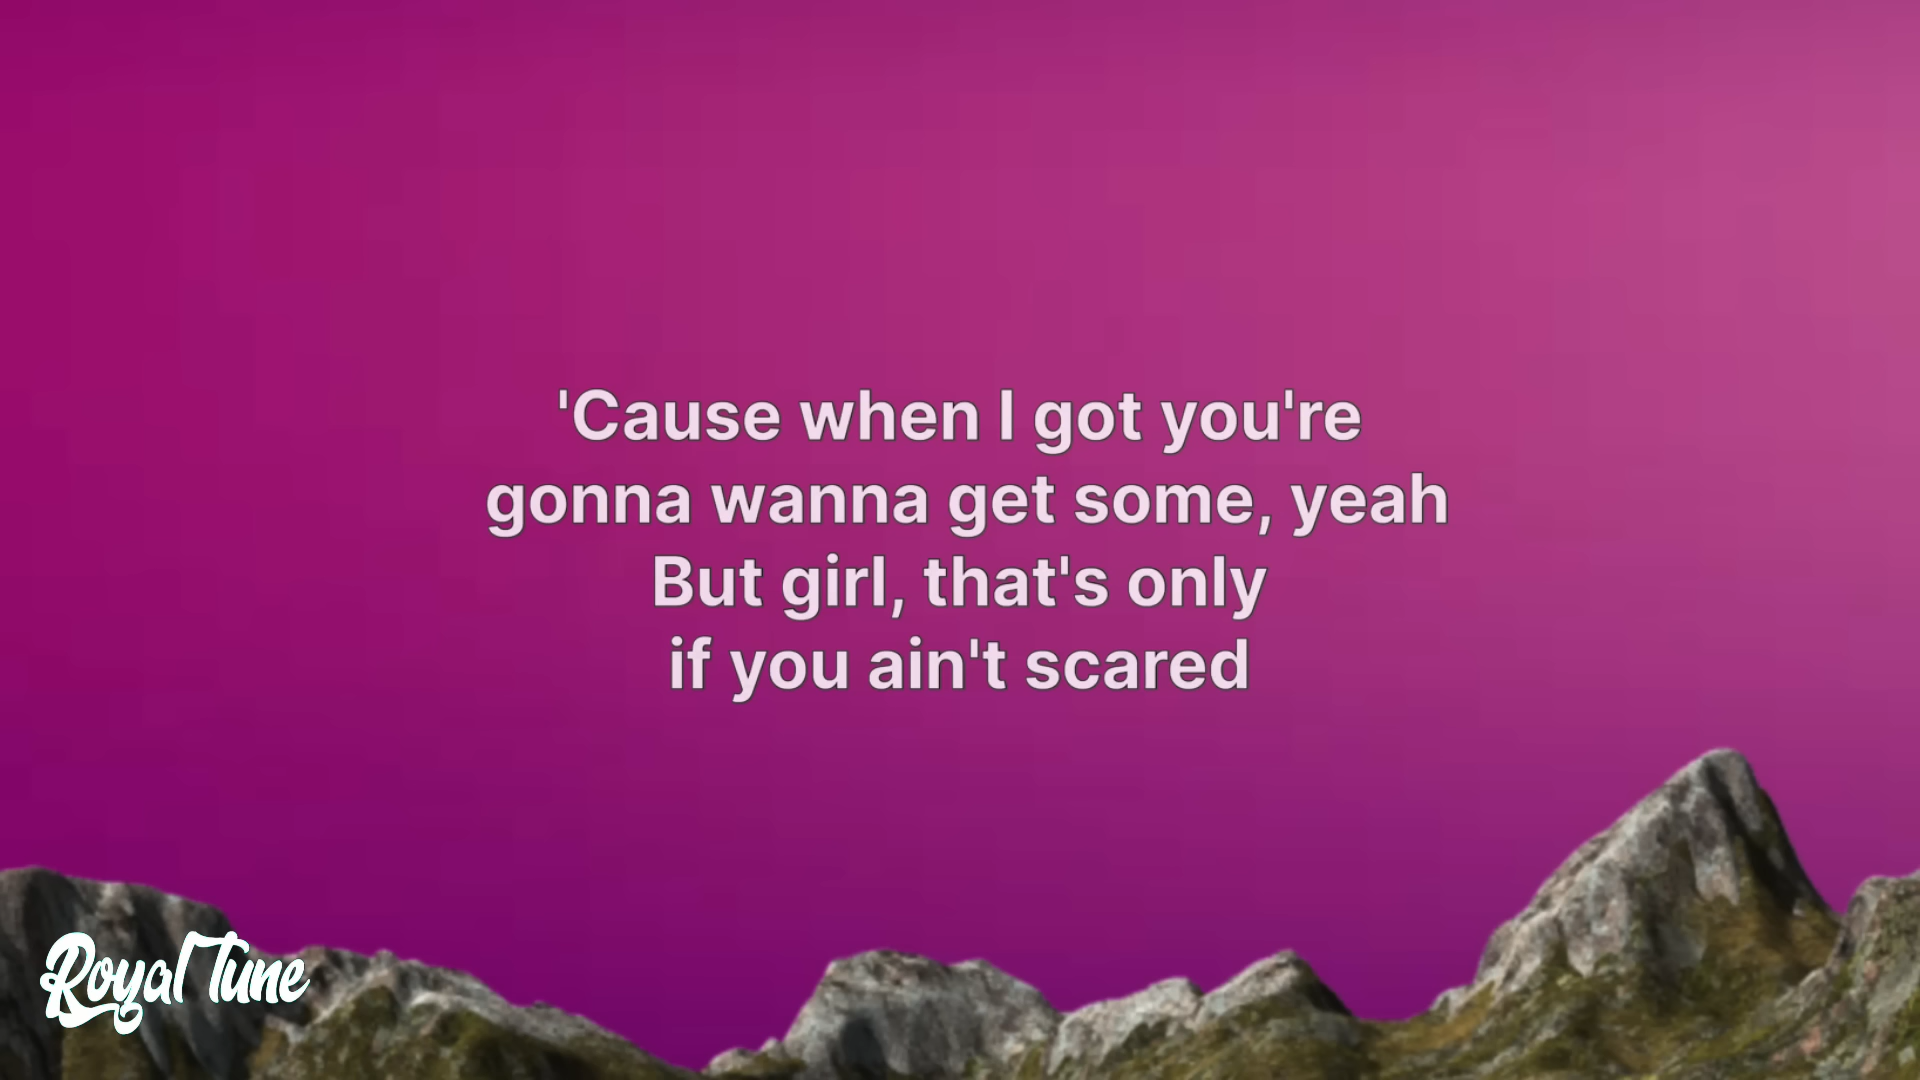 'Cause when I got you're
gonna wanna get some, yeah
But girl, that's only
if you ain't scared
Royal Tune